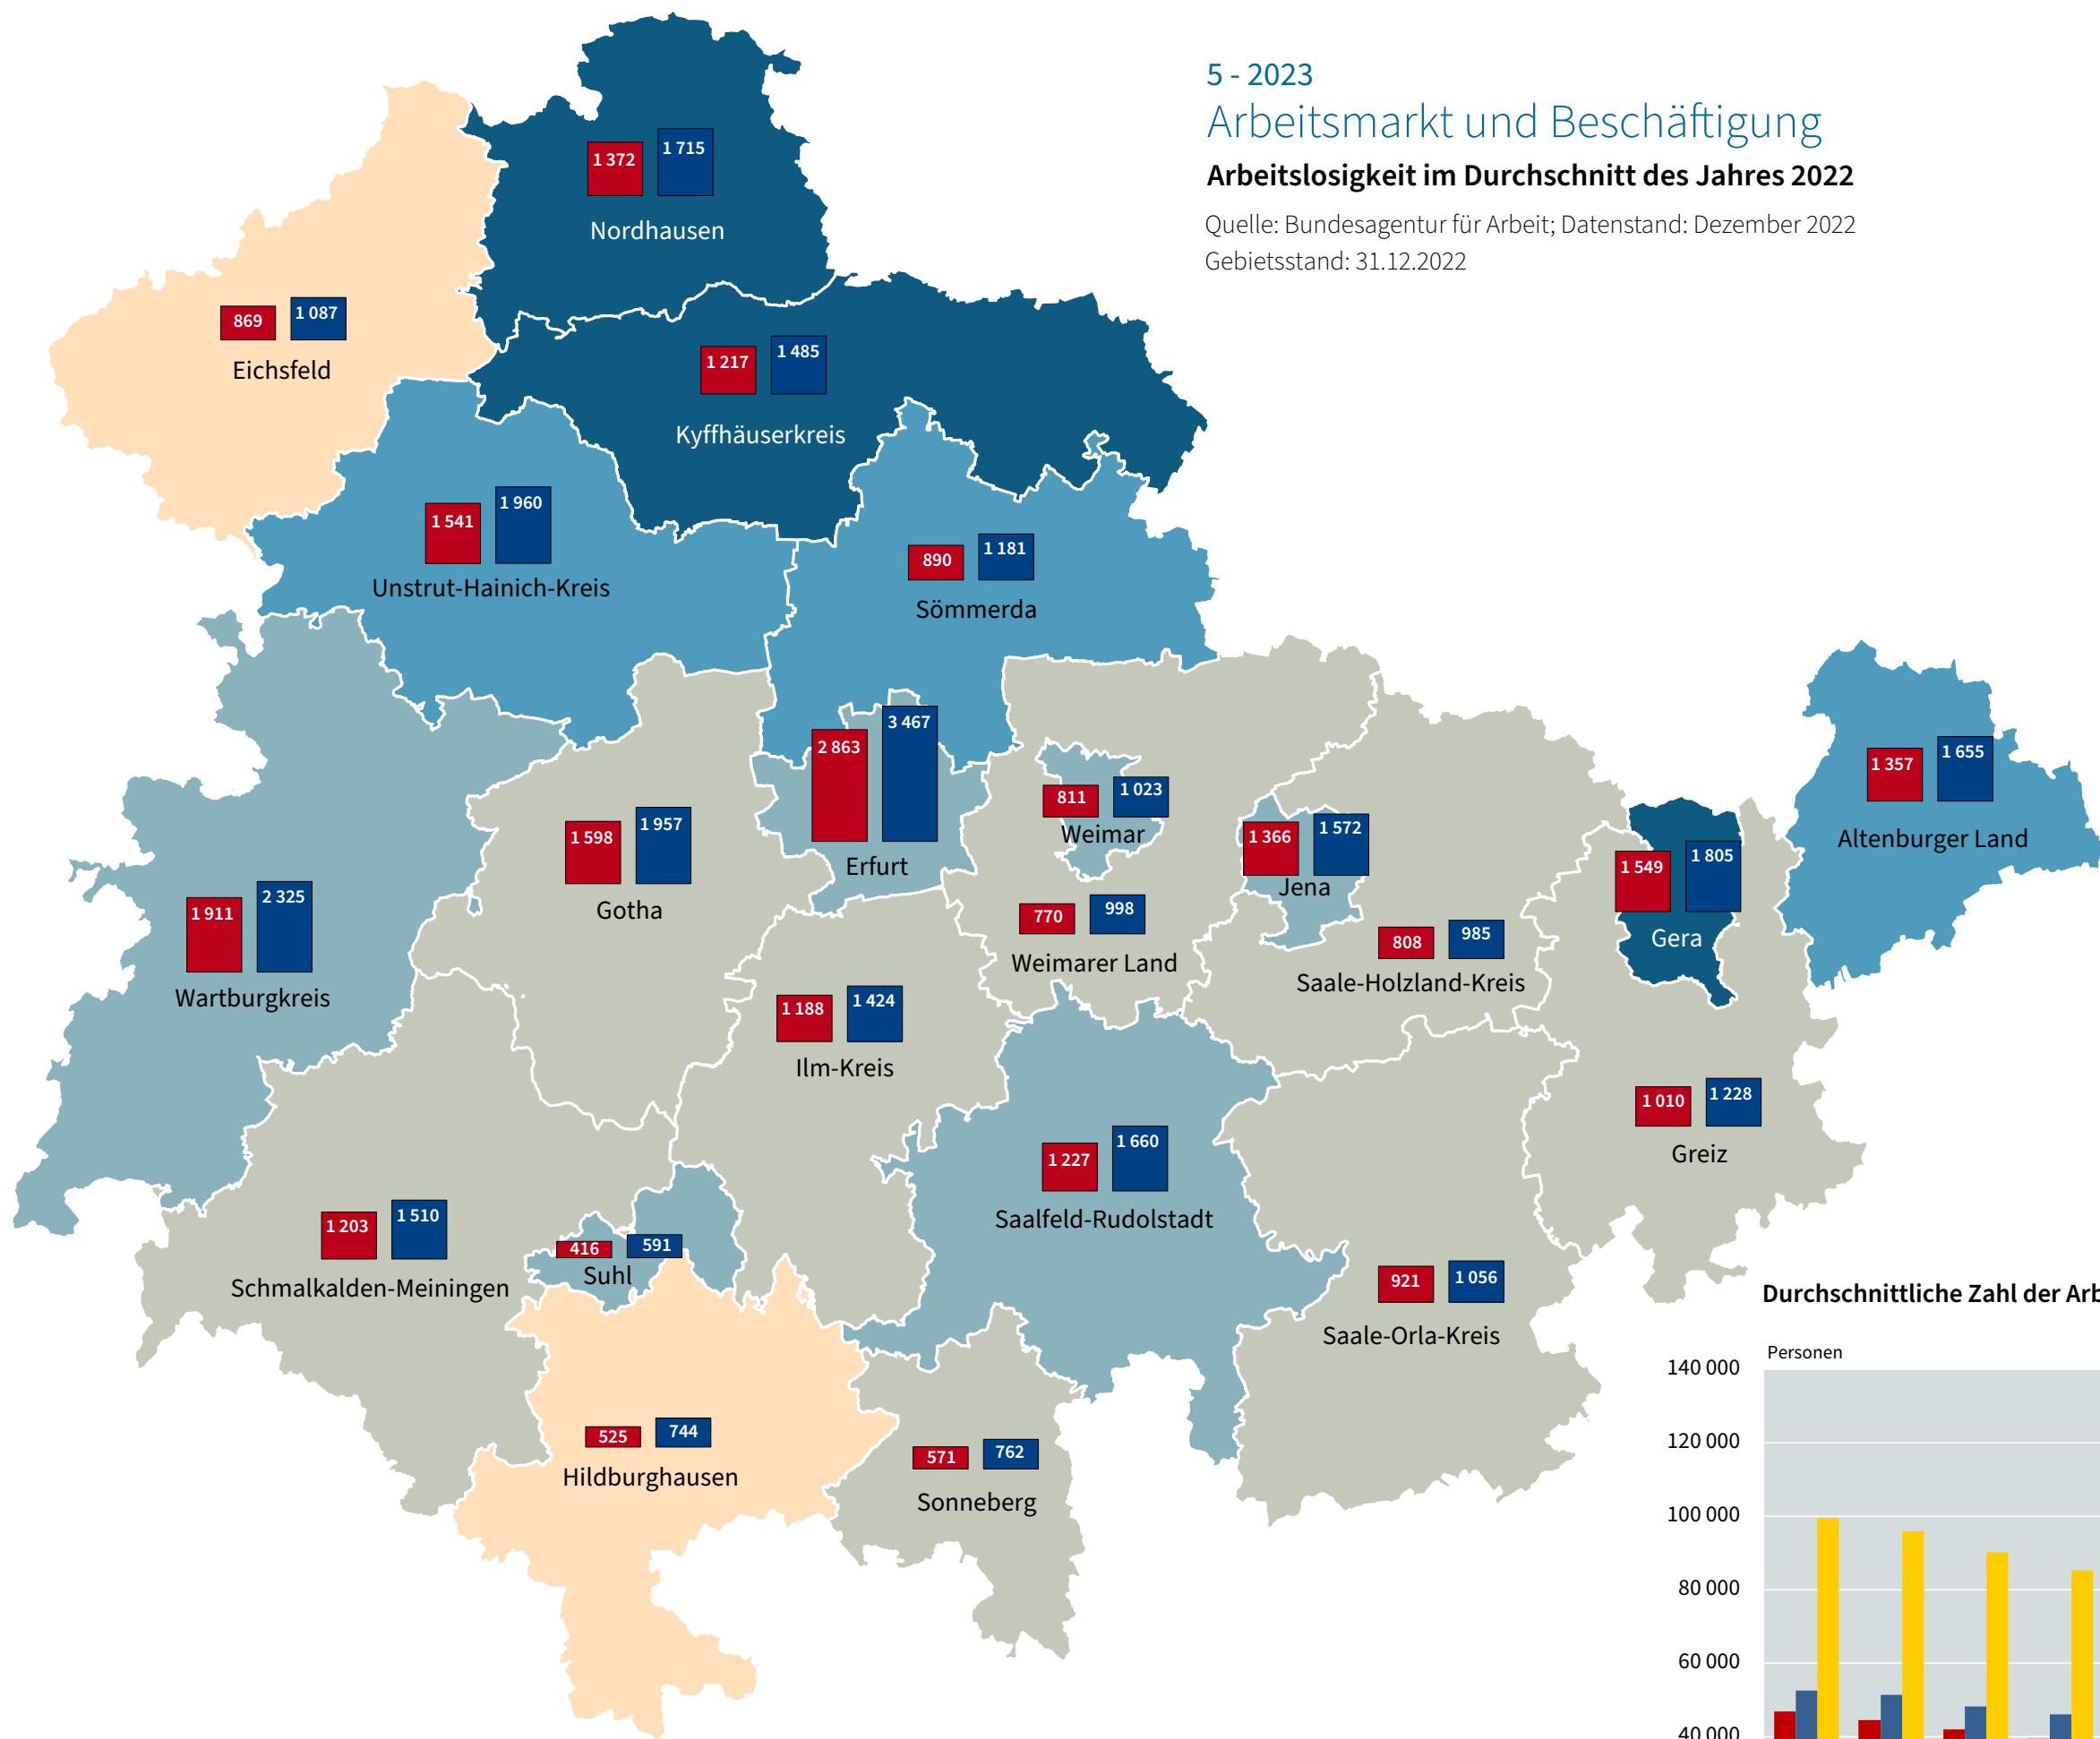 5 - 2023
Arbeitsmarkt und Beschäftigung
Arbeitslosigkeit im Durchschnitt des Jahres 2022
Quelle: Bundesagentur für Arbeit; Datenstand: Dezember 2022
Gebietsstand: 31.12.2022
1 372 1 715
Nordhausen
869 1 087
Eichsfeld
1 217 1 485
Kyffhäuserkreis
1 541 1 960
Unstrut-Hainich-Kreis
890 1 181
Sömmerda
2 863 3 467
Erfurt
811 1 023
Weimar
1 357 1 655
Altenburger Land
1 598 1 957
Gotha
1 366 1 572
Jena
1 549 1 805
Gera
1 911 2 325
Wartburgkreis
770 998
Weimarer Land
808 985
Saale-Holzland-Kreis
1 188 1 424
Ilm-Kreis
1 010 1 228
Greiz
1 227 1 660
Saalfeld-Rudolstadt
1 203 1 510
Schmalkalden-Meiningen
416 591
Suhl
921 1 056
Saale-Orla-Kreis
525 744
Hildburghausen
571 762
Sonneberg
Durchschnittliche Zahl der Arb
Personen
140 000
120 000
100 000
80 000
60 000
40 000